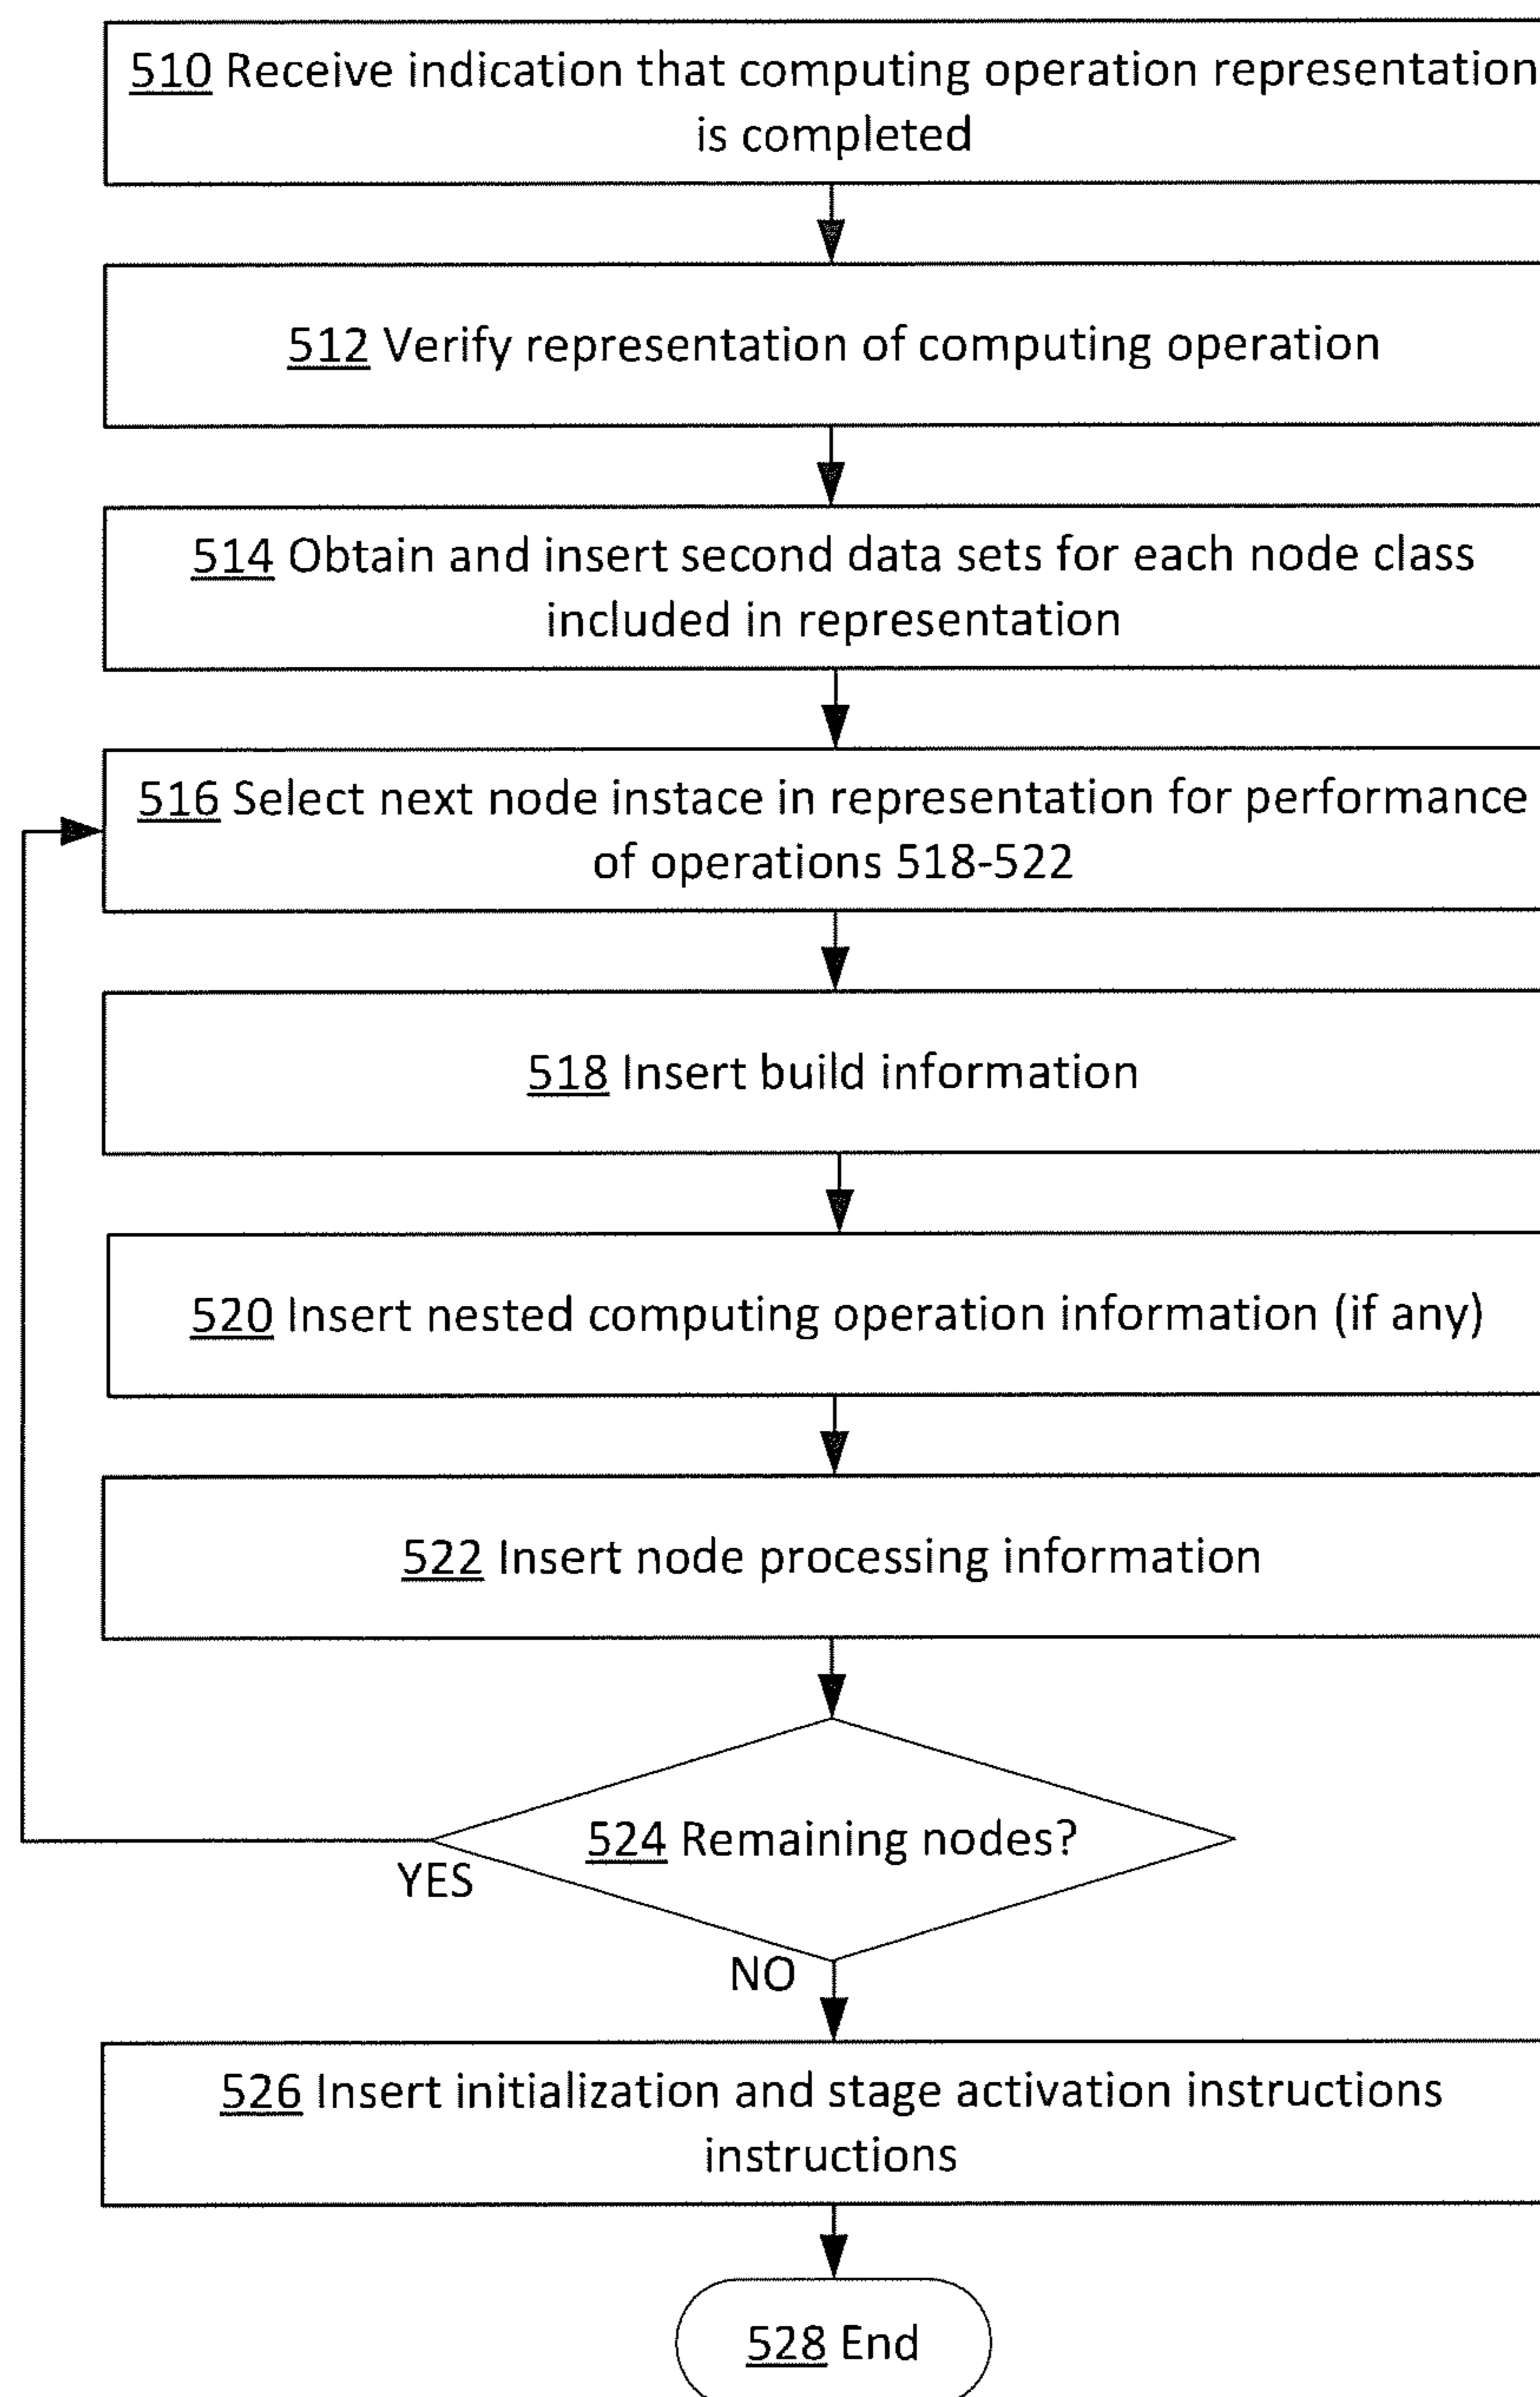 510 Receive indication that computing operation representation
is completed
512 Verify representation of computing operation
514 Obtain and insert second data sets for each node class
included in representation
516 Select next node instace in representation for performance
of operations 518-522
518 Insert build information
520 Insert nested computing operation information (if any)
522 Insert node processing information
524 Remaining nodes?
YES
NO
526 Insert initialization and stage activation instructions
instructions
528 End